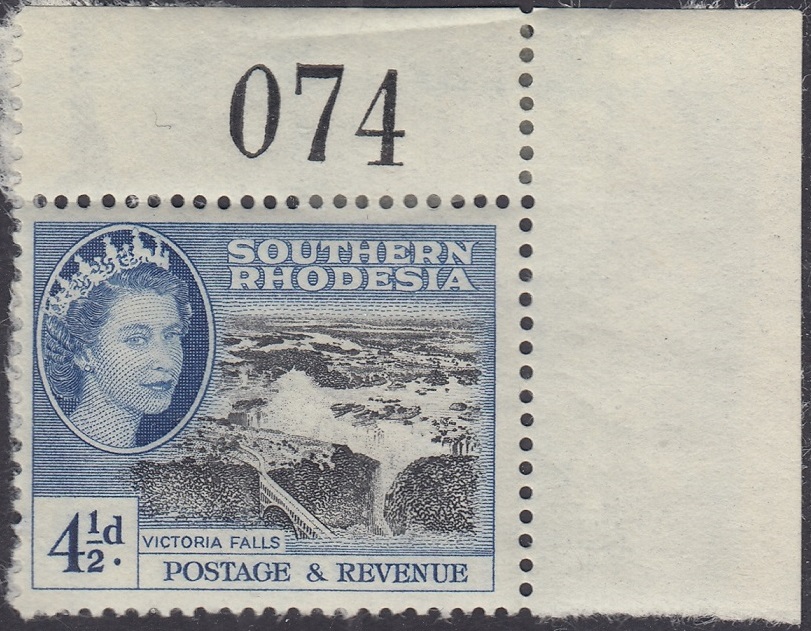 074
SOUTHERN
RHODESIA
4½d.
VICTORIA FALLS
POSTAGE & REVENUE